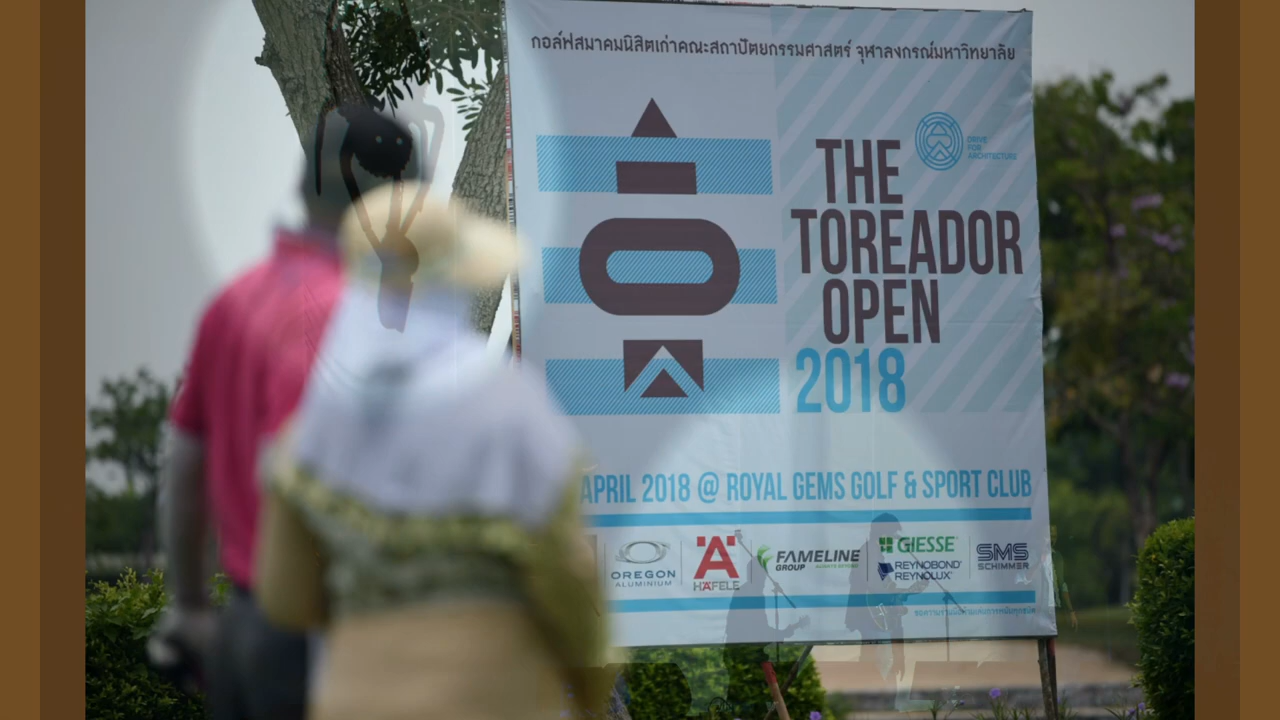 กอล์ฟสมาคมนิสิตเก่าคณะสถาปัตยกรรมศาสตร์ จุฬาลงกรณ์มหาวิทยาลัย
DRIVE
FOR
ARCHITECTURE
THE
TOREADOR
OPEN
2018
APRIL 2018 @ ROYAL GEMS GOLF & SPORT CLUB
OREGON
ALUMINIUM
HÄFELE
FAMELINE
GROUP
GIESSE
REYNOBOND
REYNOLUX
SMS
SCHIMMER